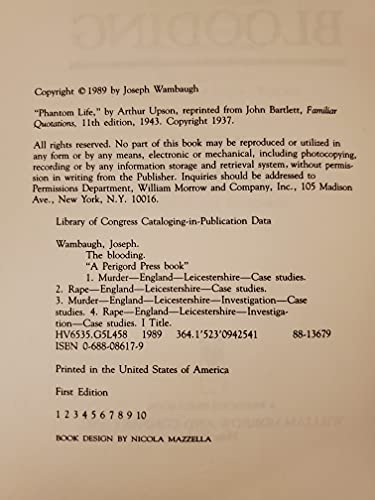 BLOODING
Copyright © 1989 by Joseph Wambaugh
"Phantom Life," by Arthur Upson, reprinted from John Bartlett, Familiar
Quotations, 11th edition, 1943. Copyright 1937.
All rights reserved. No part of this book may be reproduced or utilized in
any form or by any means, electronic or mechanical, including photocopying,
recording or by any information storage and retrieval system, without permis-
sion in writing from the Publisher. Inquiries should be addressed to
Permissions Department, William Morrow and Company, Inc., 105 Madison
Ave., New York, N.Y. 10016.
Library of Congress Cataloging-in-Publication Data
Wambaugh, Joseph.
The blooding.
"A Perigord Press book"
1. Murder—England—Leicestershire—Case studies.
2. Rape—England—Leicestershire—Case studies.
3. Murder—England—Leicestershire—Investigation—Case
studies. 4. Rape—England—Leicestershire—Investiga-
tion—Case studies. I Title.
HV6535.G5L458 1989 364.1'523'0942541 88-13679
ISBN 0-688-08617-9
Printed in the United States of America
First Edition
1 2 3 4 5 6 7 8 9 10
BOOK DESIGN BY NICOLA MAZZELLA